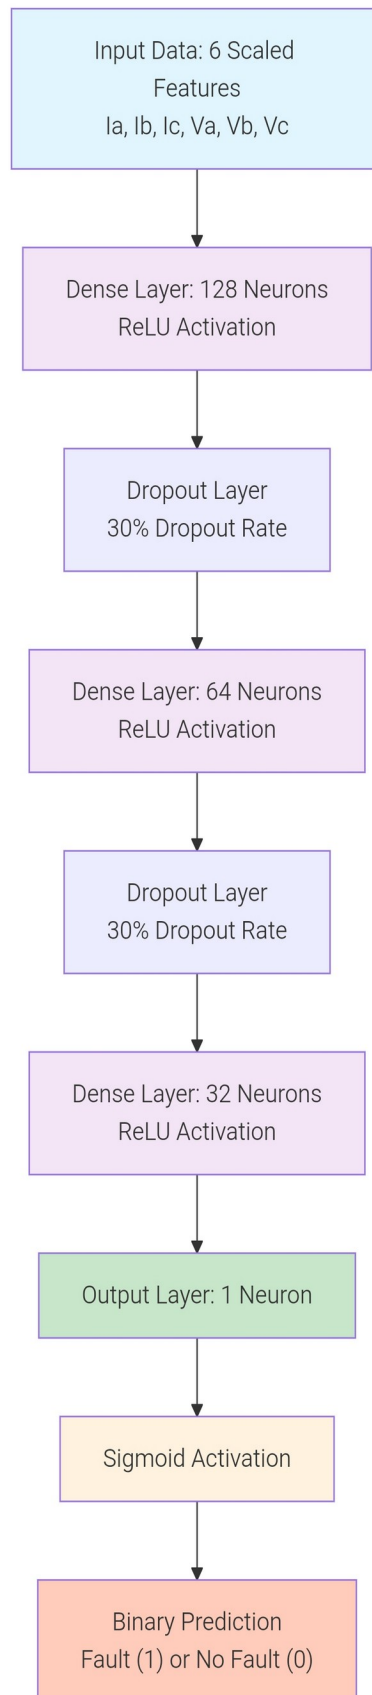 Input Data: 6 Scaled
Features
Ia, Ib, Ic, Va, Vb, Vc
Dense Layer: 128 Neurons
ReLU Activation
Dropout Layer
30% Dropout Rate
Dense Layer: 64 Neurons
ReLU Activation
Dropout Layer
30% Dropout Rate
Dense Layer: 32 Neurons
ReLU Activation
Output Layer: 1 Neuron
Sigmoid Activation
Binary Prediction
Fault (1) or No Fault (0)